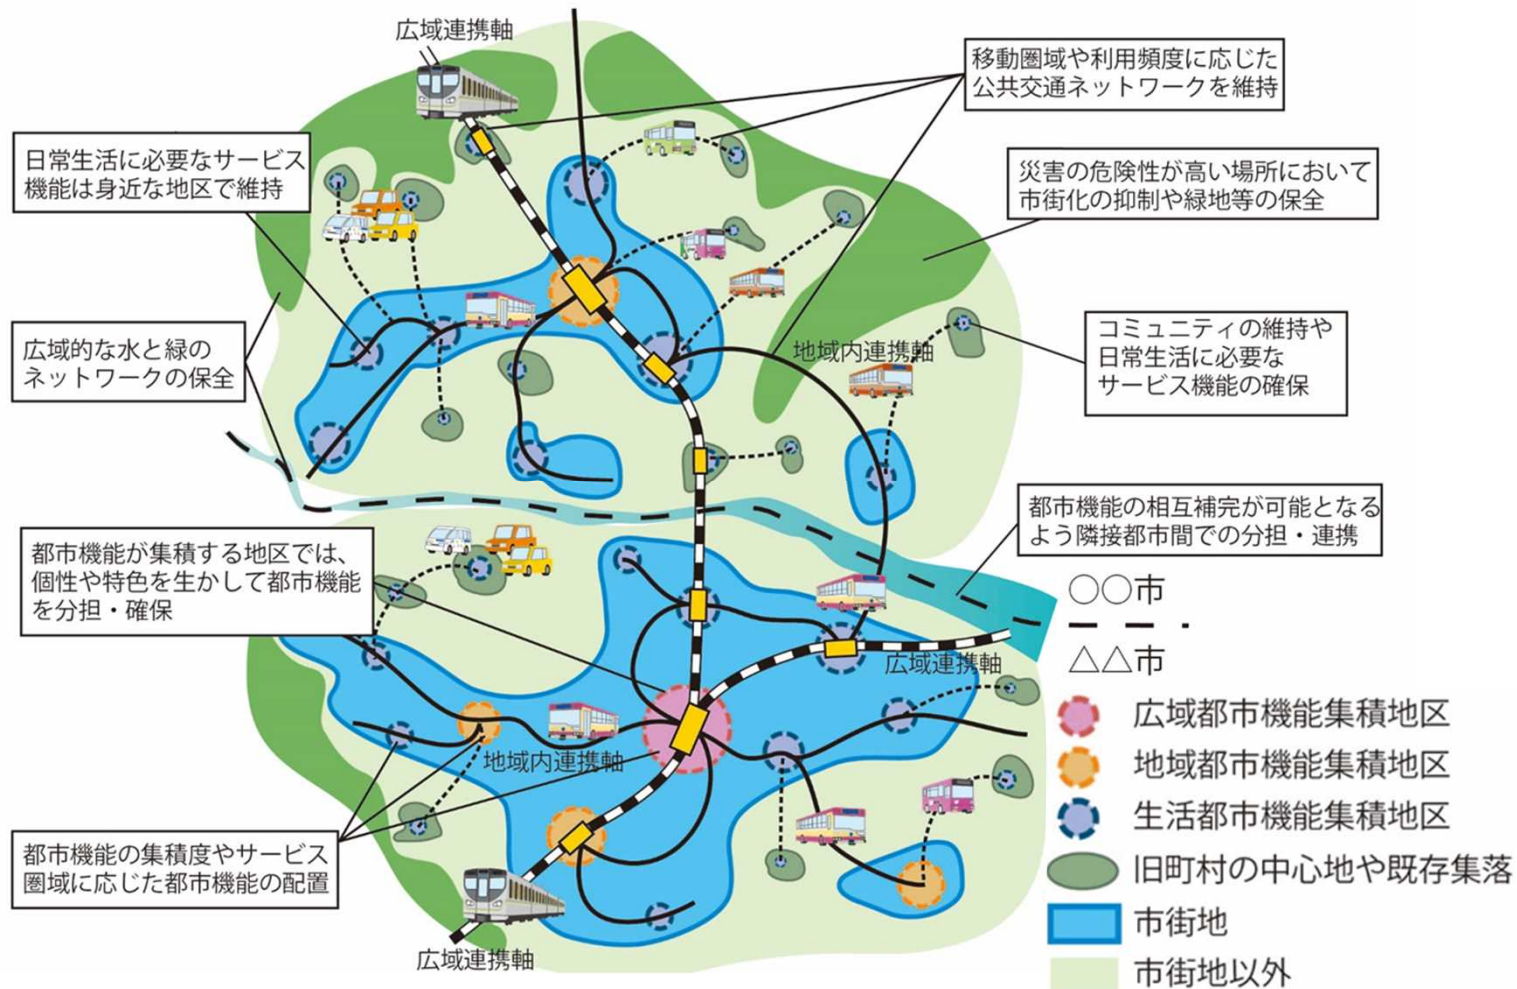 広域連携軸
移動圏域や利用頻度に応じた
公共交通ネットワークを維持
日常生活に必要なサービス
機能は身近な地区で維持
災害の危険性が高い場所において
市街化の抑制や緑地等の保全
広域的な水と緑の
ネットワークの保全
地域内連携軸
コミュニティの維持や
日常生活に必要な
サービス機能の確保
都市機能の相互補完が可能となる
よう隣接都市間での分担・連携
都市機能が集積する地区では、
個性や特色を生かして都市機能
を分担・確保
〇〇市
△△市
広域連携軸
地域内連携軸
都市機能の集積度やサービス
圏域に応じた都市機能の配置
広域連携軸
広域都市機能集積地区
地域都市機能集積地区
生活都市機能集積地区
旧町村の中心地や既存集落
市街地
市街地以外